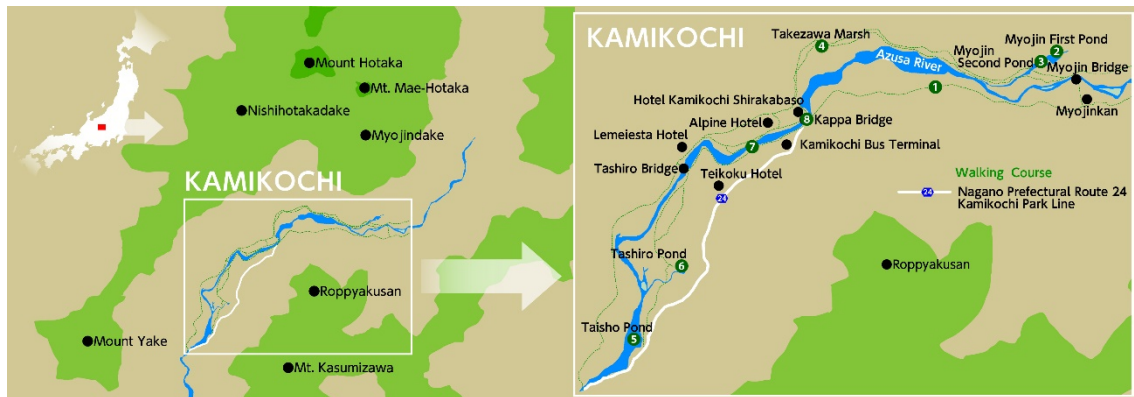 Mount Hotaka
Mt. Mae-Hotaka
Nishihotakadake
Myojindake
KAMIKOCHI
Roppyakusan
Mount Yake
Mt. Kasumizawa
KAMIKOCHI
Takezawa Marsh
4
Azusa River
Myojin First Pond
2
Myojin
Second Pond
3
Myojin Bridge
1
Myojinkan
Hotel Kamikochi Shirakabaso
Alpine Hotel
8
Kappa Bridge
Lemeiesta Hotel
7
Kamikochi Bus Terminal
Tashiro Bridge
Teikoku Hotel
24
Walking Course
24
Nagano Prefectural Route 24
Kamikochi Park Line
Tashiro Pond
6
Roppyakusan
Taisho Pond
5